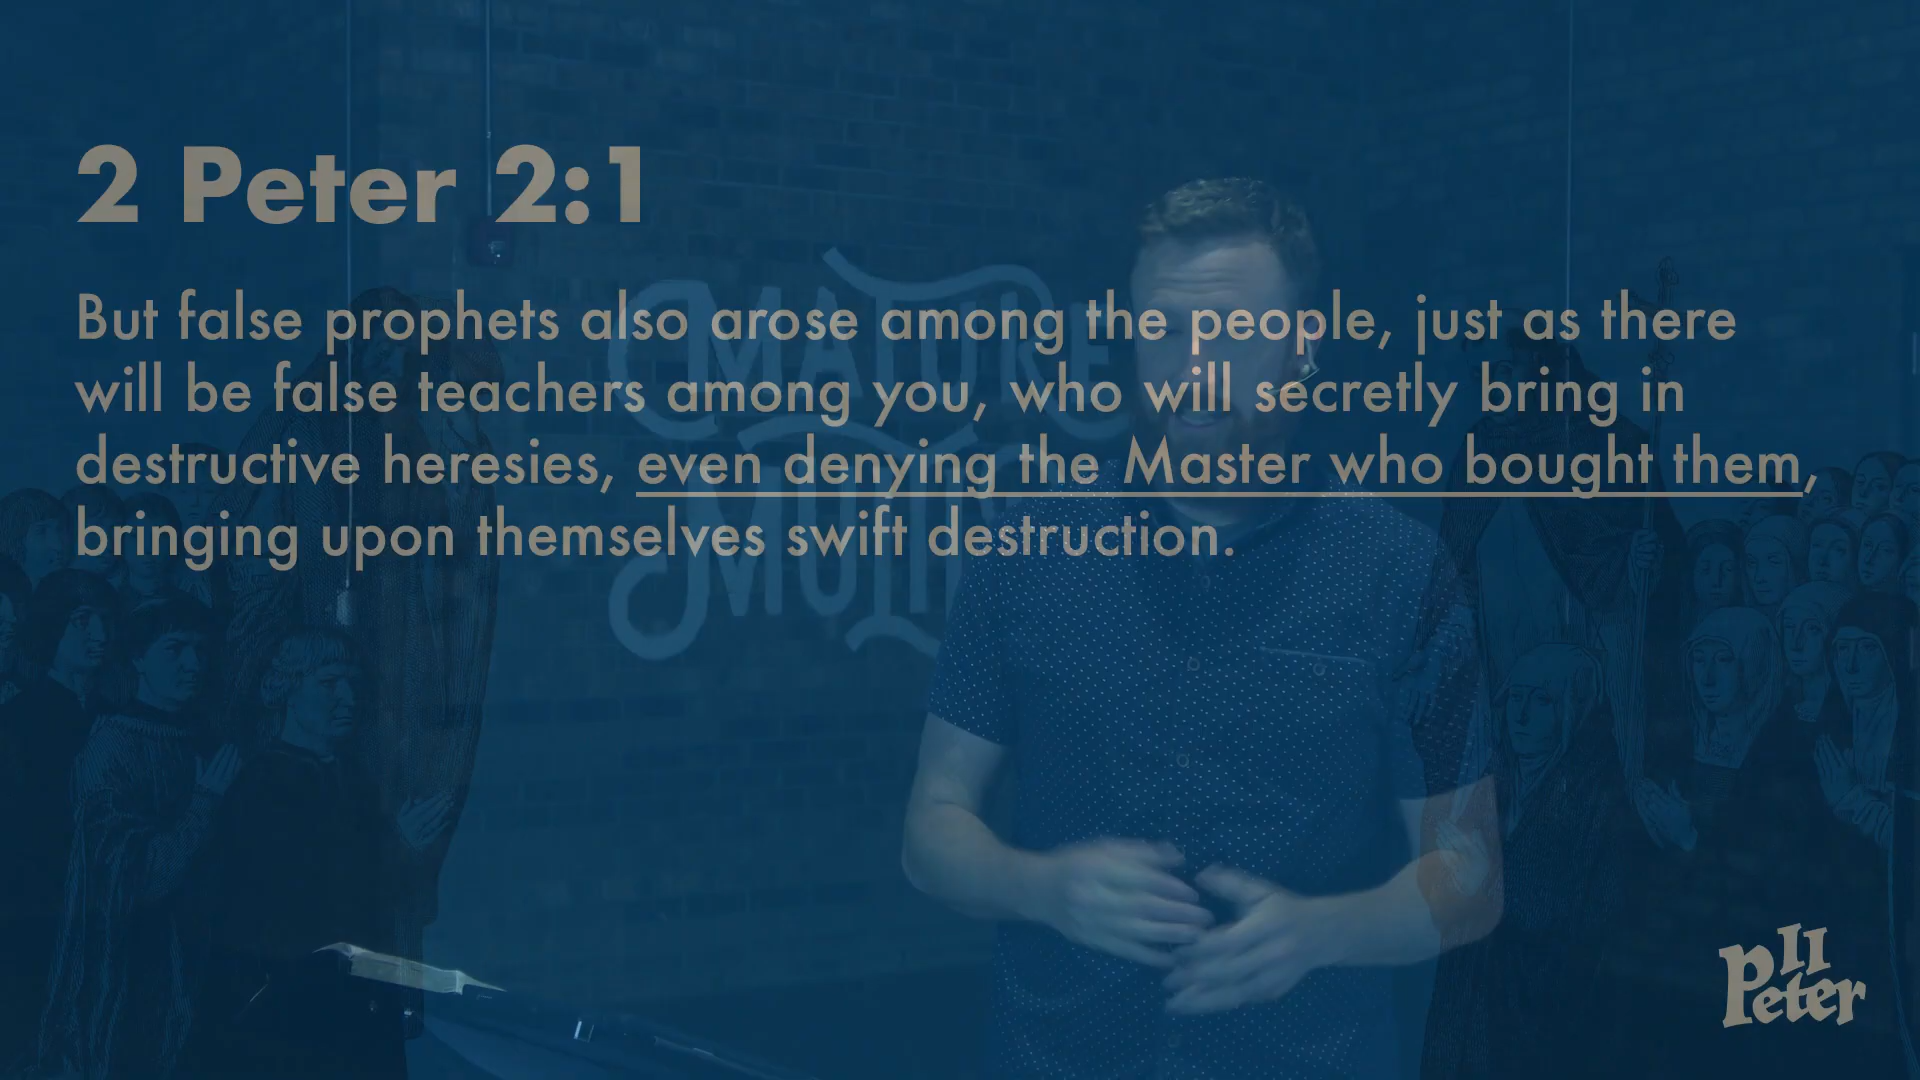 2 Peter 2:1
But false prophets also arose among the people, just as there
will be false teachers among you, who will secretly bring in
destructive heresies, even denying the Master who bought them,
bringing upon themselves swift destruction.
MATURE
II
Peter